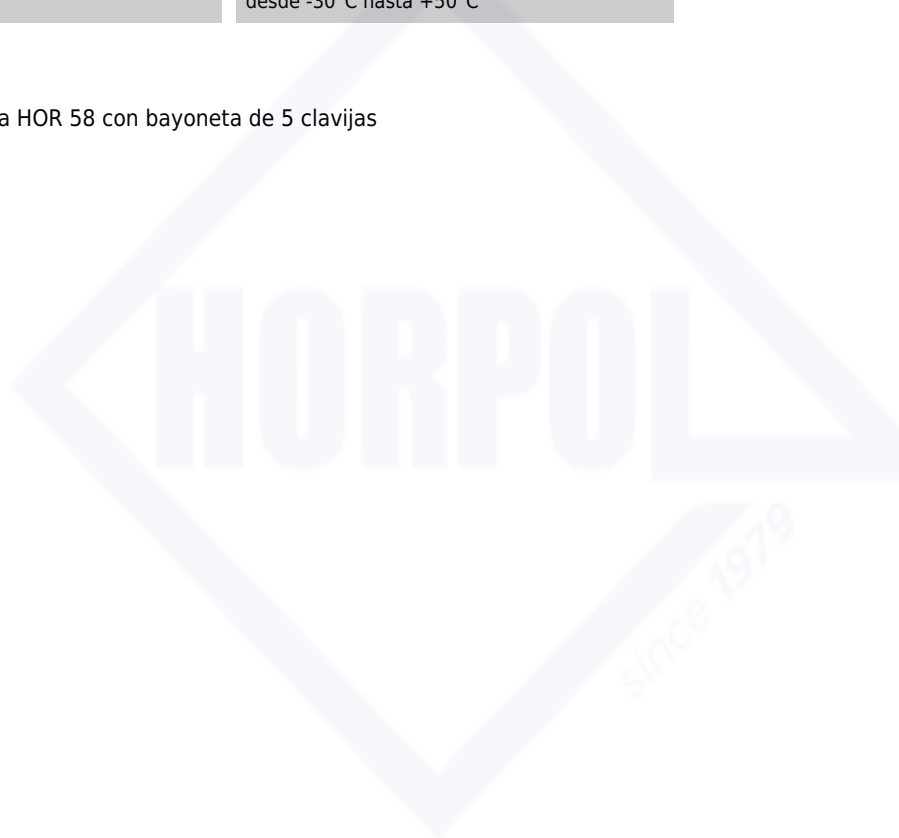 desde -30°C hasta +50°C
a HOR 58 con bayoneta de 5 clavijas
HORPOL
since 1979